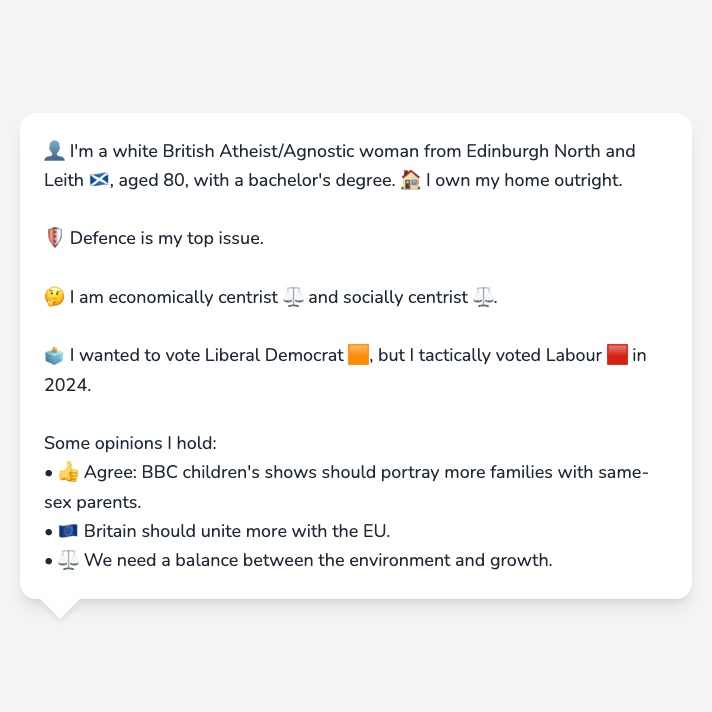 👤 I'm a white British Atheist/Agnostic woman from Edinburgh North and
Leith 🏴󠁧󠁢󠁳󠁣󠁴󠁿, aged 80, with a bachelor's degree. 🏠 I own my home outright.
🛡️ Defence is my top issue.
🤔 I am economically centrist ⚖️ and socially centrist ⚖️.
🗳️ I wanted to vote Liberal Democrat 🟧, but I tactically voted Labour 🟥 in
2024.
Some opinions I hold:
• 👍 Agree: BBC children's shows should portray more families with same-
sex parents.
• 🇪🇺 Britain should unite more with the EU.
• ⚖️ We need a balance between the environment and growth.